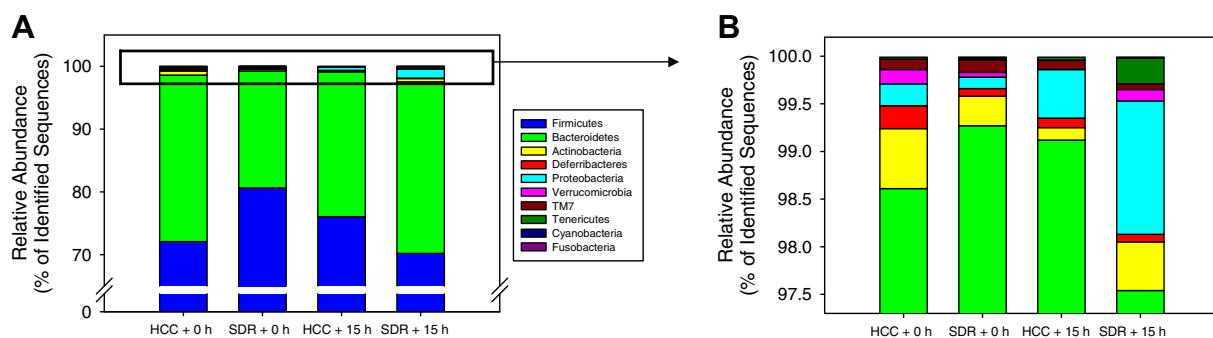 A
Relative Abundance
(% of Identified Sequences)
100
90
80
70
0
HCC + 0 h
SDR + 0 h
HCC + 15 h
SDR + 15 h
Firmicutes
Bacteroidetes
Actinobacteria
Deferribacteres
Proteobacteria
Verrucomicrobia
TM7
Tenericutes
Cyanobacteria
Fusobacteria
B
Relative Abundance
(% of Identified Sequences)
100.0
99.5
99.0
98.5
98.0
97.5
HCC + 0 h
SDR + 0 h
HCC + 15 h
SDR + 15 h